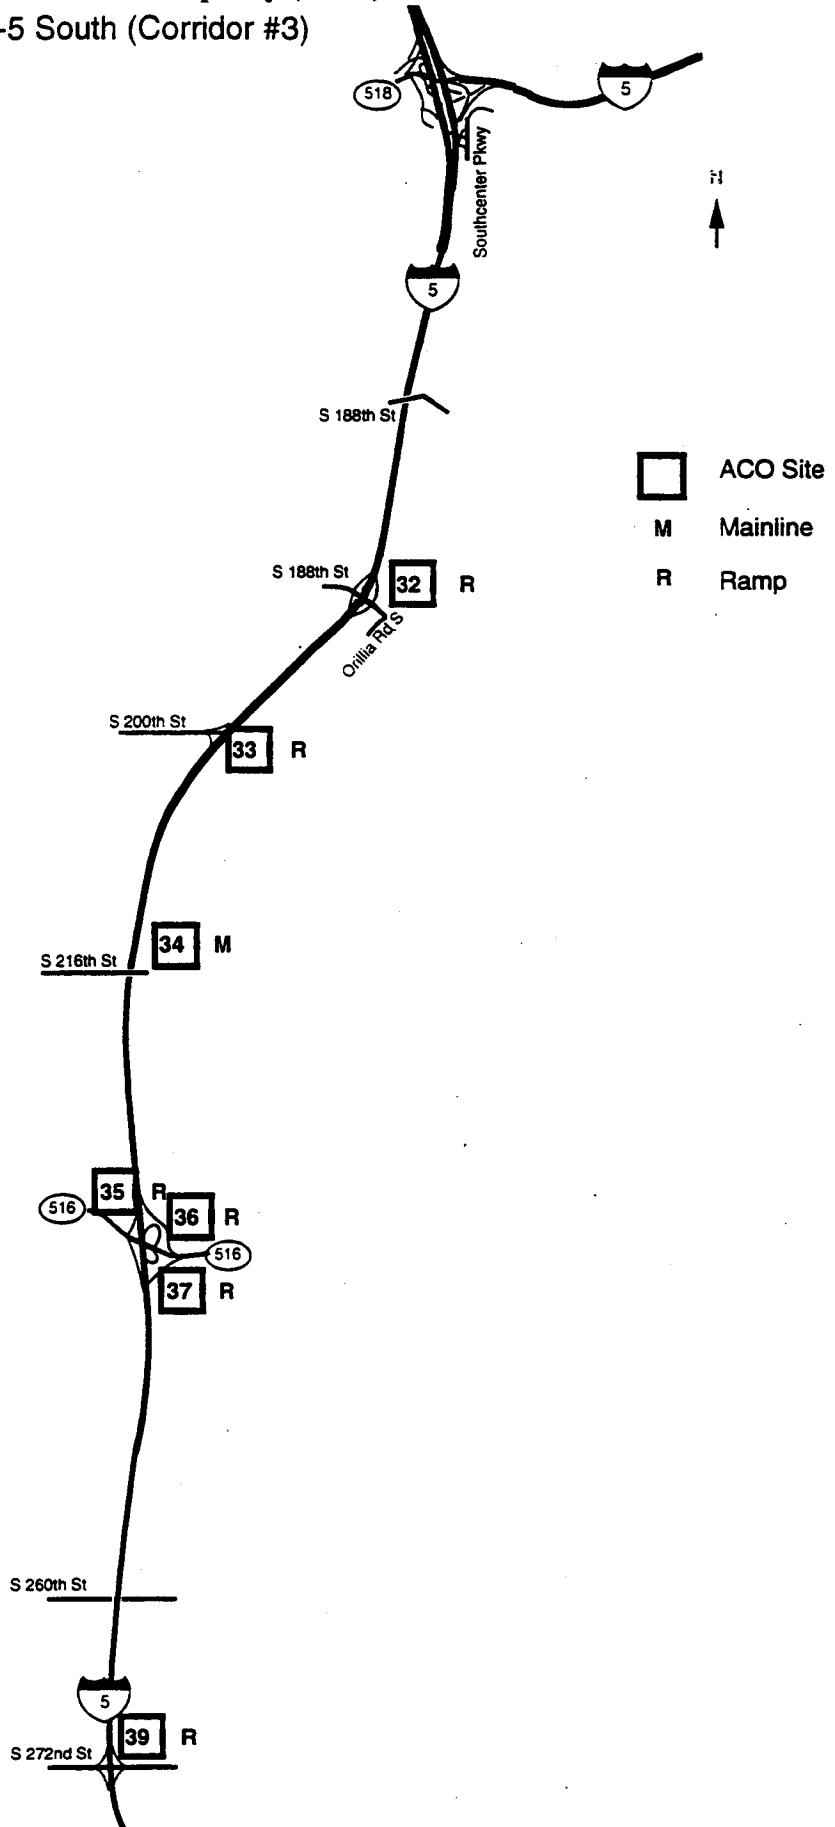 -5 South (Corridor #3)
518
5
Southcenter Pkwy
N
5
S 188th St
ACO Site
M Mainline
R Ramp
S 188th St
32 R
Orillia Rd S
S 200th St
33 R
34 M
S 216th St
35 R
516
36 R
516
37 R
S 260th St
5
39 R
S 272nd St